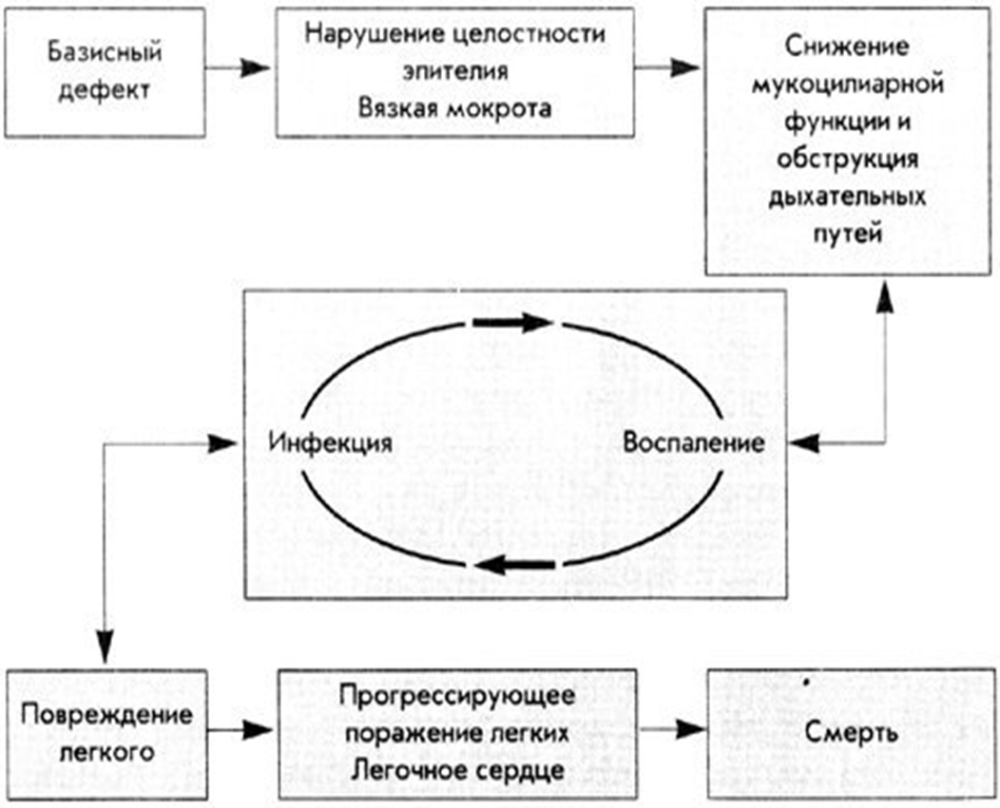 Базисный
дефект
Нарушение целостности
эпителия
Вязкая мокрота
Снижение
мукоцилиарной
функции и
обструкция
дыхательных
путей
Инфекция
Воспаление
Повреждение
легкого
Прогрессирующее
поражение легких
Легочное сердце
Смерть